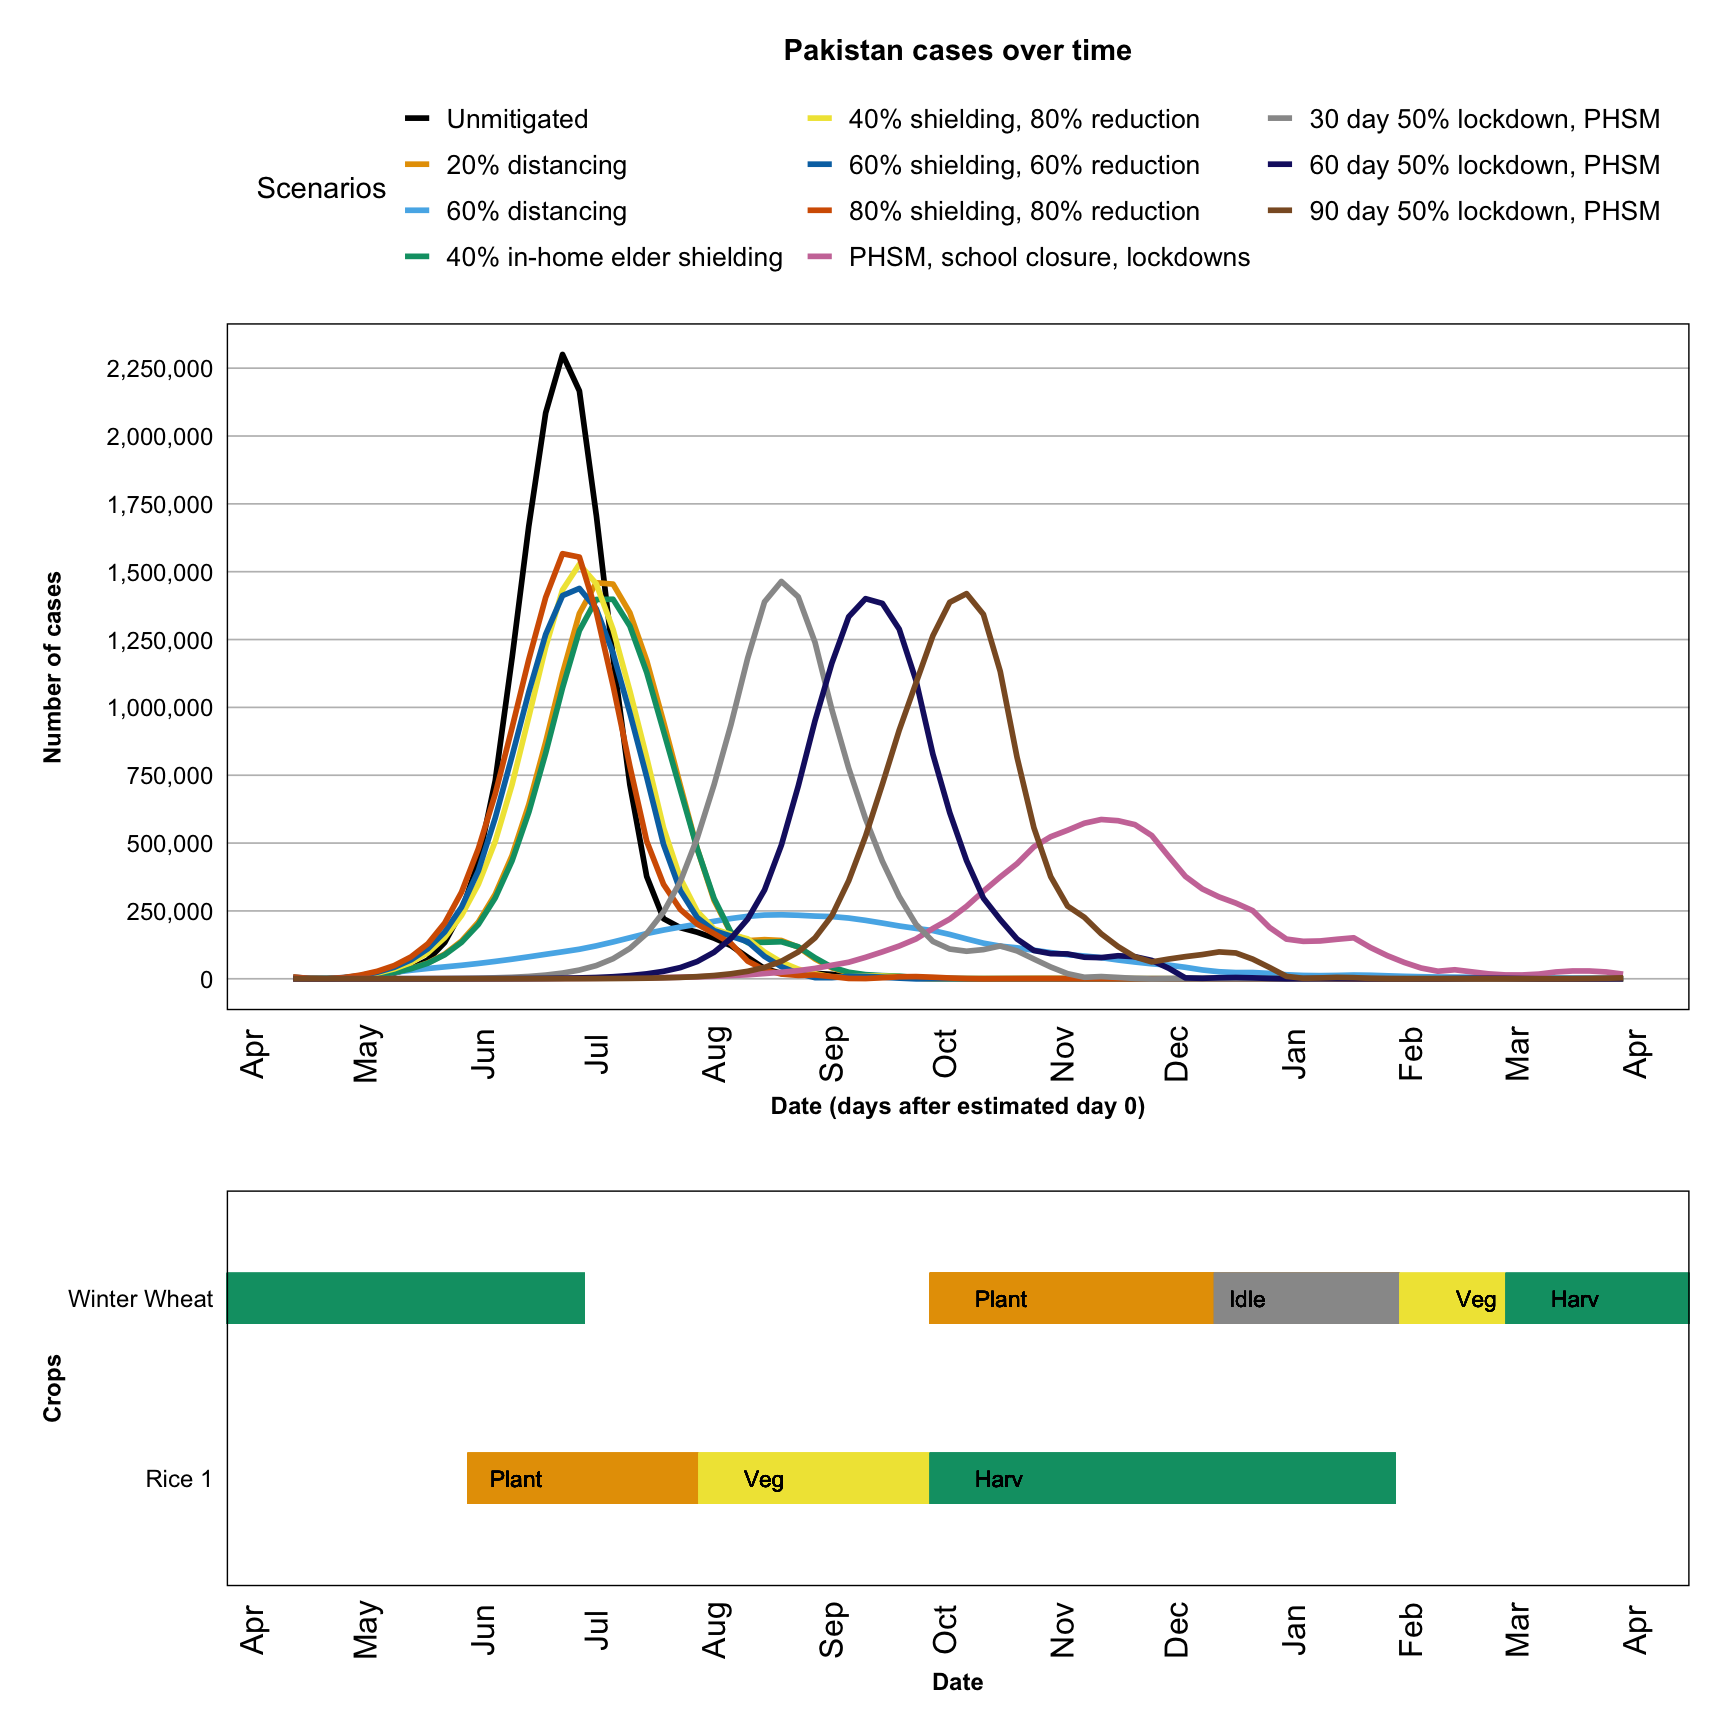 Pakistan cases over time
Scenarios
Unmitigated
20% distancing
60% distancing
40% in-home elder shielding
40% shielding, 80% reduction
60% shielding, 60% reduction
80% shielding, 80% reduction
PHSM, school closure, lockdowns
30 day 50% lockdown, PHSM
60 day 50% lockdown, PHSM
90 day 50% lockdown, PHSM
Number of cases
2,250,000
2,000,000
1,750,000
1,500,000
1,250,000
1,000,000
750,000
500,000
250,000
0
Apr May Jun Jul Aug Sep Oct Nov Dec Jan Feb Mar Apr
Date (days after estimated day 0)
Crops
Winter Wheat Plant Idle Veg Harv
Rice 1 Plant Veg Harv
Apr May Jun Jul Aug Sep Oct Nov Dec Jan Feb Mar Apr
Date